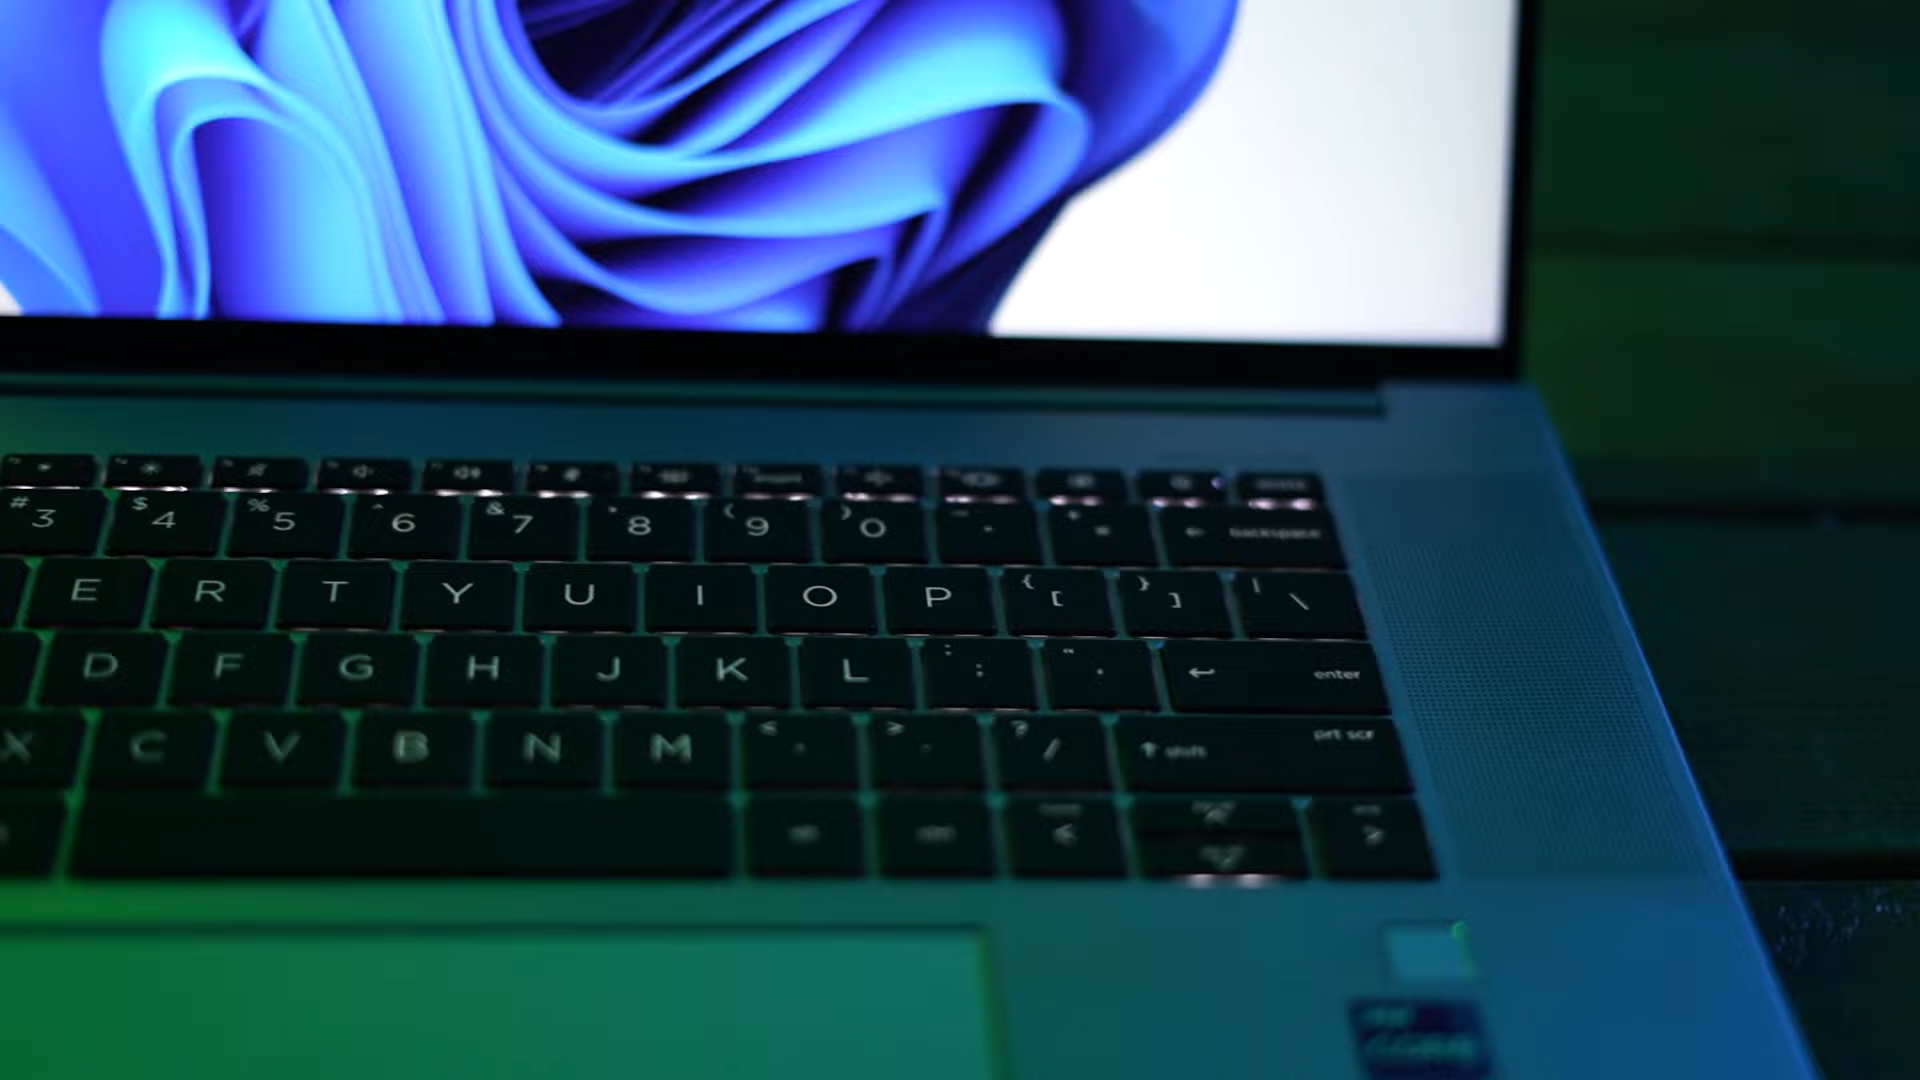 # 3 $ 4 % 5 ^ 6 & 7 * 8 ( 9 ) 0 - = ← backspace
E R T Y U I O P { [ } ] | \
D F G H J K L : ; " ' ↵ enter
X C V B N M < , > . ? / ⇧ shift prt scr
< >